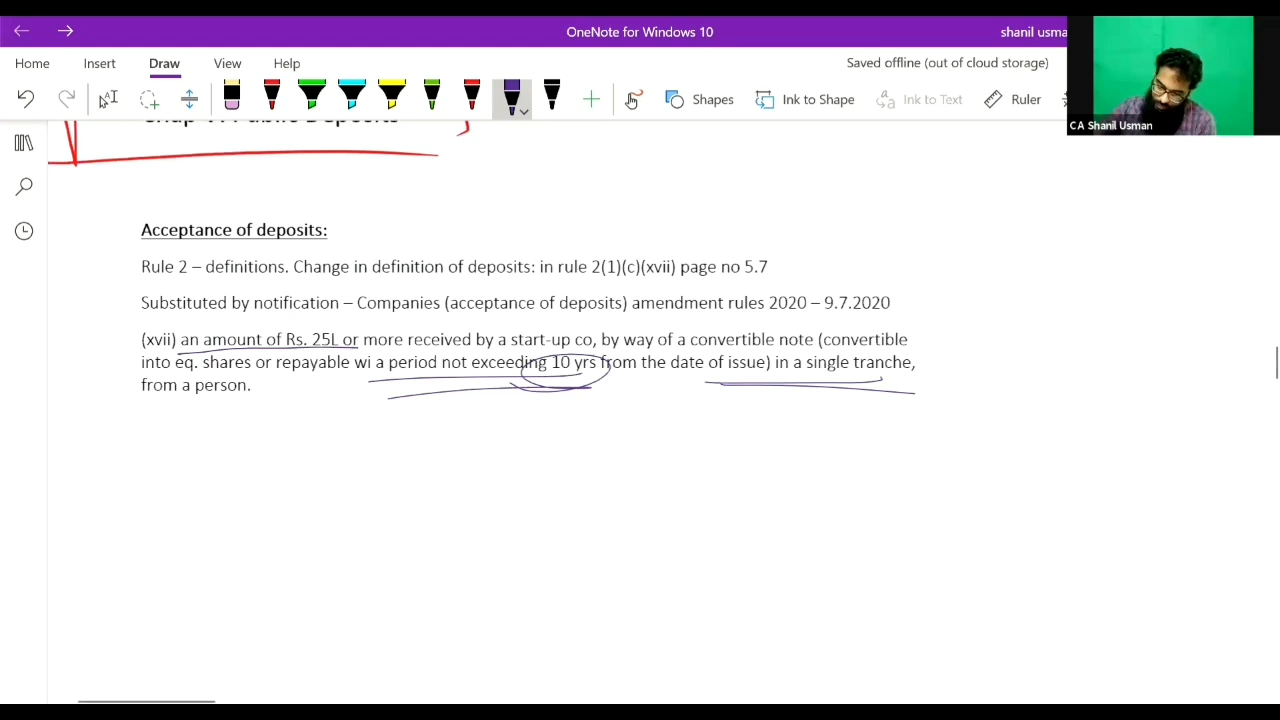 OneNote for Windows 10
shanil usma
Home Insert Draw View Help
Saved offline (out of cloud storage)
Shapes Ink to Shape Ink to Text Ruler
CA Shanil Usman
Acceptance of deposits:
Rule 2 – definitions. Change in definition of deposits: in rule 2(1)(c)(xvii) page no 5.7
Substituted by notification – Companies (acceptance of deposits) amendment rules 2020 – 9.7.2020
(xvii) an amount of Rs. 25L or more received by a start-up co, by way of a convertible note (convertible
into eq. shares or repayable wi a period not exceeding 10 yrs from the date of issue) in a single tranche,
from a person.